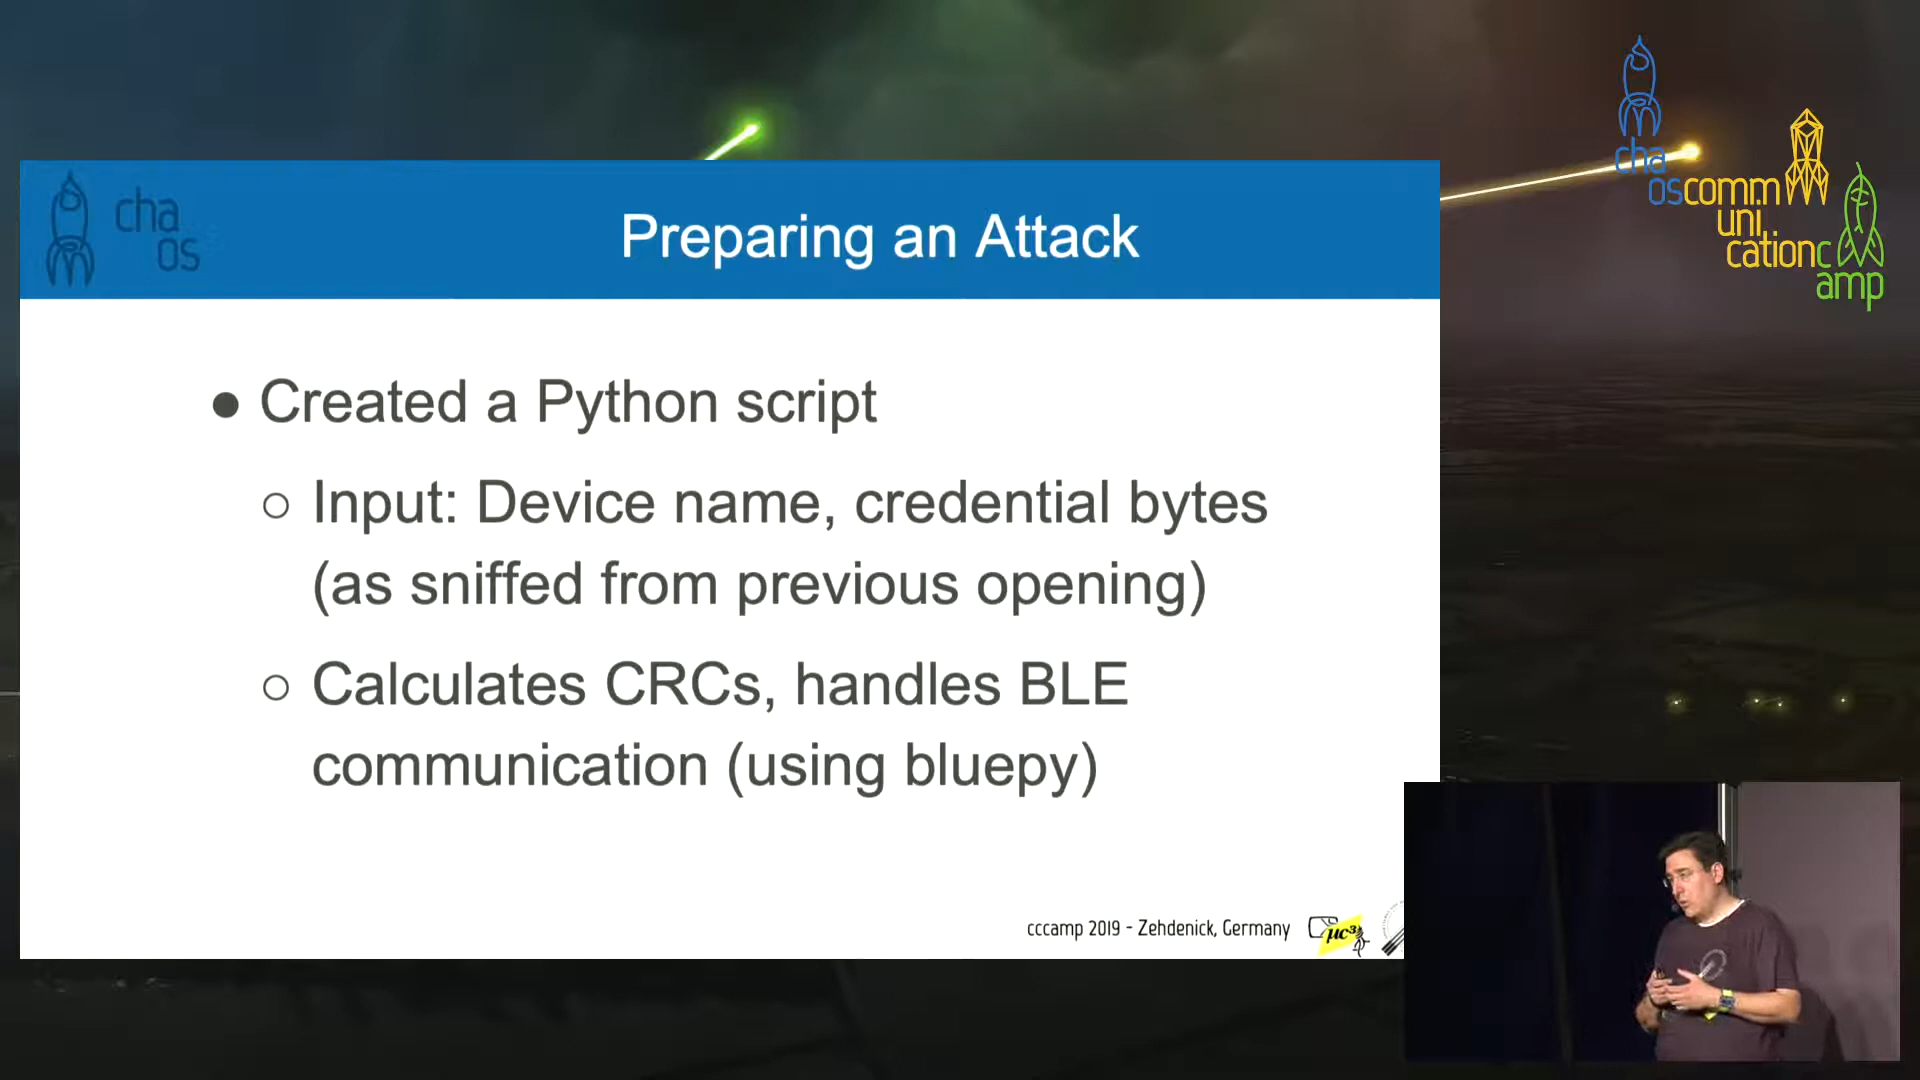 cha
os
Preparing an Attack
● Created a Python script
○ Input: Device name, credential bytes
(as sniffed from previous opening)
○ Calculates CRCs, handles BLE
communication (using bluepy)
cccamp 2019 - Zehdenick, Germany
µc³
cha
oscomm
uni
cationc
amp